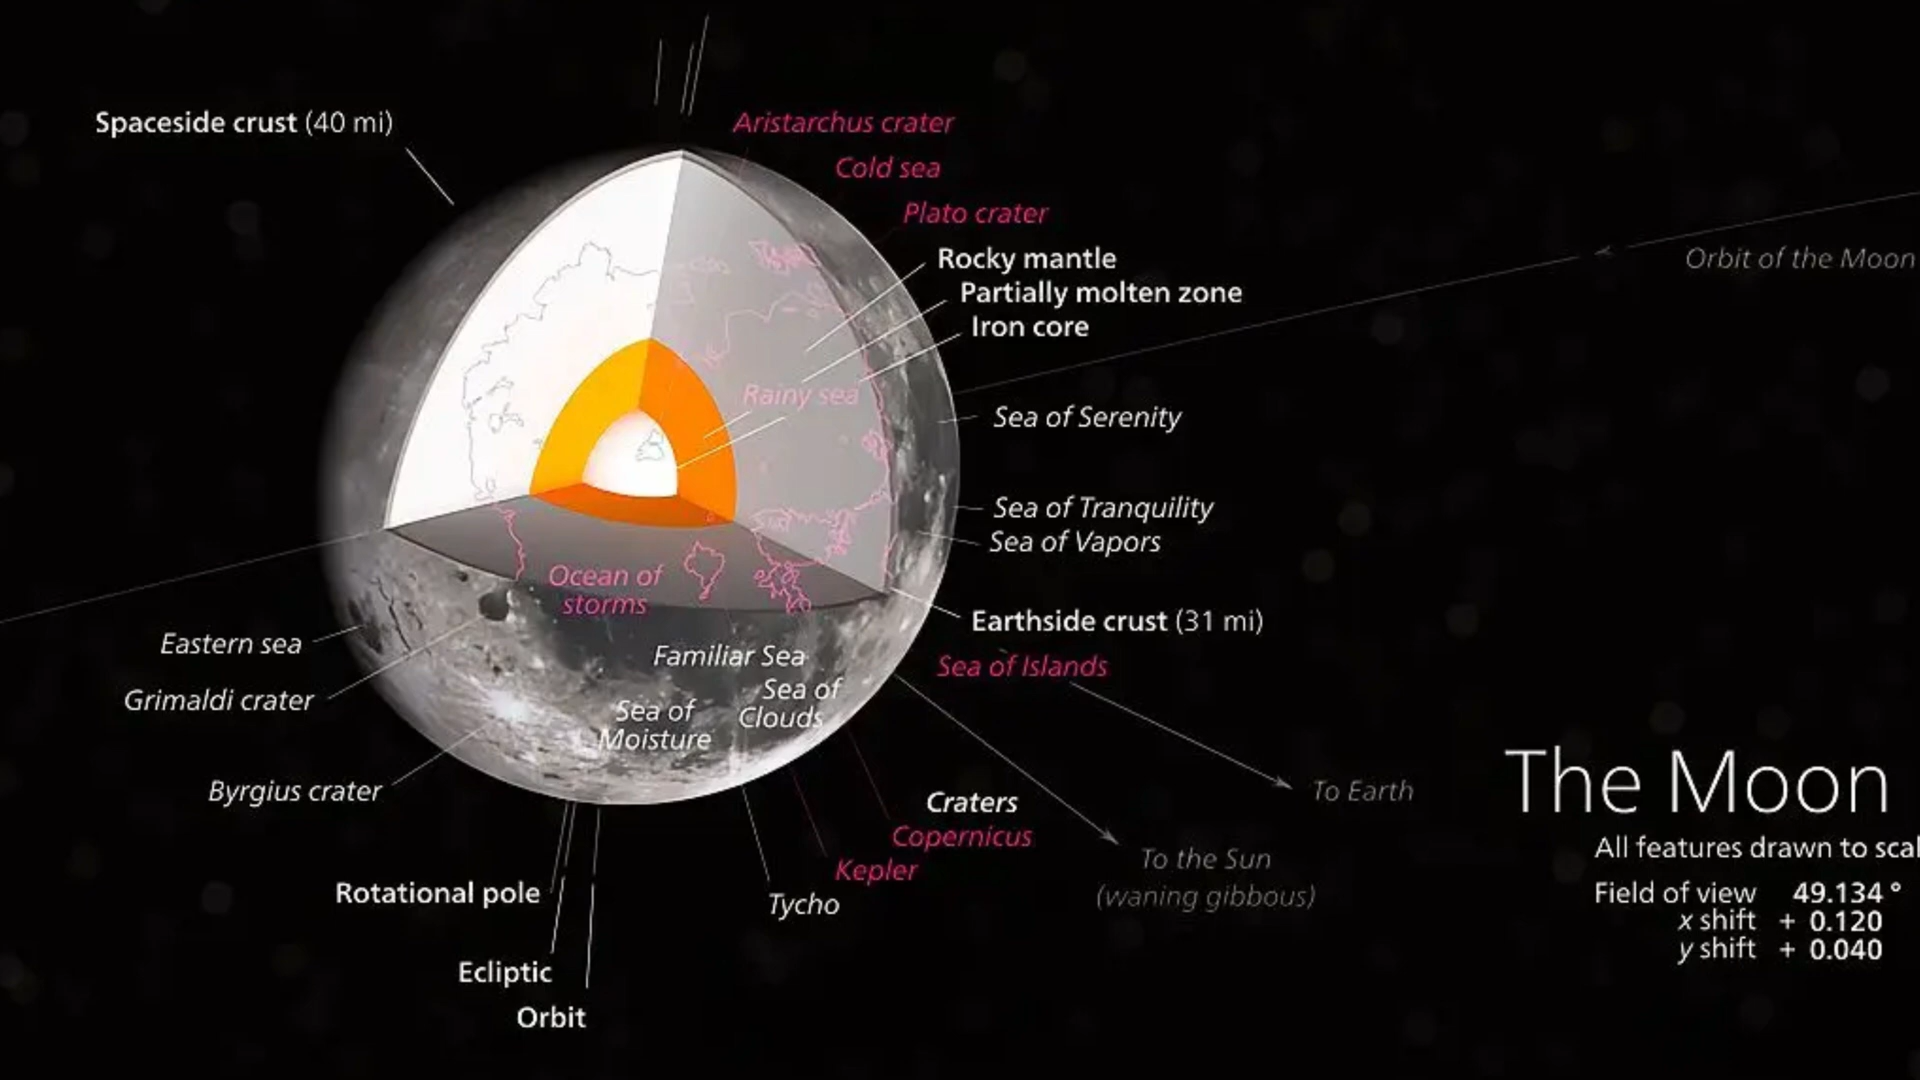 Spaceside crust (40 mi)
Aristarchus crater
Cold sea
Plato crater
Rocky mantle
Partially molten zone
Iron core
Orbit of the Moon
Rainy sea
Sea of Serenity
Sea of Tranquility
Sea of Vapors
Ocean of
storms
Earthside crust (31 mi)
Eastern sea
Familiar Sea
Sea of Islands
Grimaldi crater
Sea of
Clouds
Sea of
Moisture
Byrgius crater
To Earth
Craters
Copernicus
Kepler
Tycho
To the Sun
(waning gibbous)
Rotational pole
Ecliptic
Orbit
The Moon
All features drawn to scal
Field of view 49.134 °
x shift + 0.120
y shift + 0.040